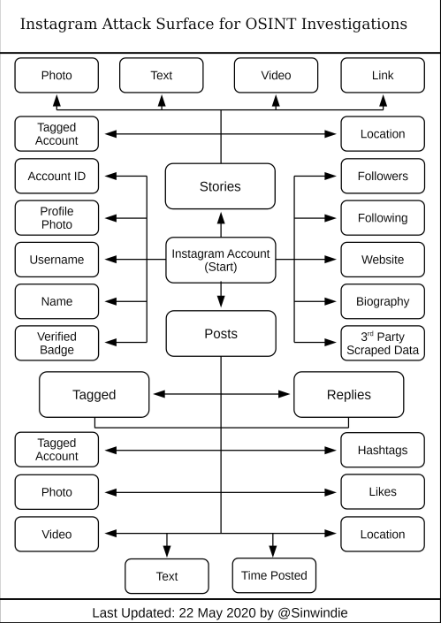 Instagram Attack Surface for OSINT Investigations
Photo
Text
Video
Link
Tagged
Account
Location
Account ID
Stories
Followers
Profile
Photo
Following
Username
Instagram Account
(Start)
Website
Name
Biography
Verified
Badge
Posts
3rd Party
Scraped Data
Tagged
Replies
Tagged
Account
Hashtags
Photo
Likes
Video
Location
Text
Time Posted
Last Updated: 22 May 2020 by @Sinwindie